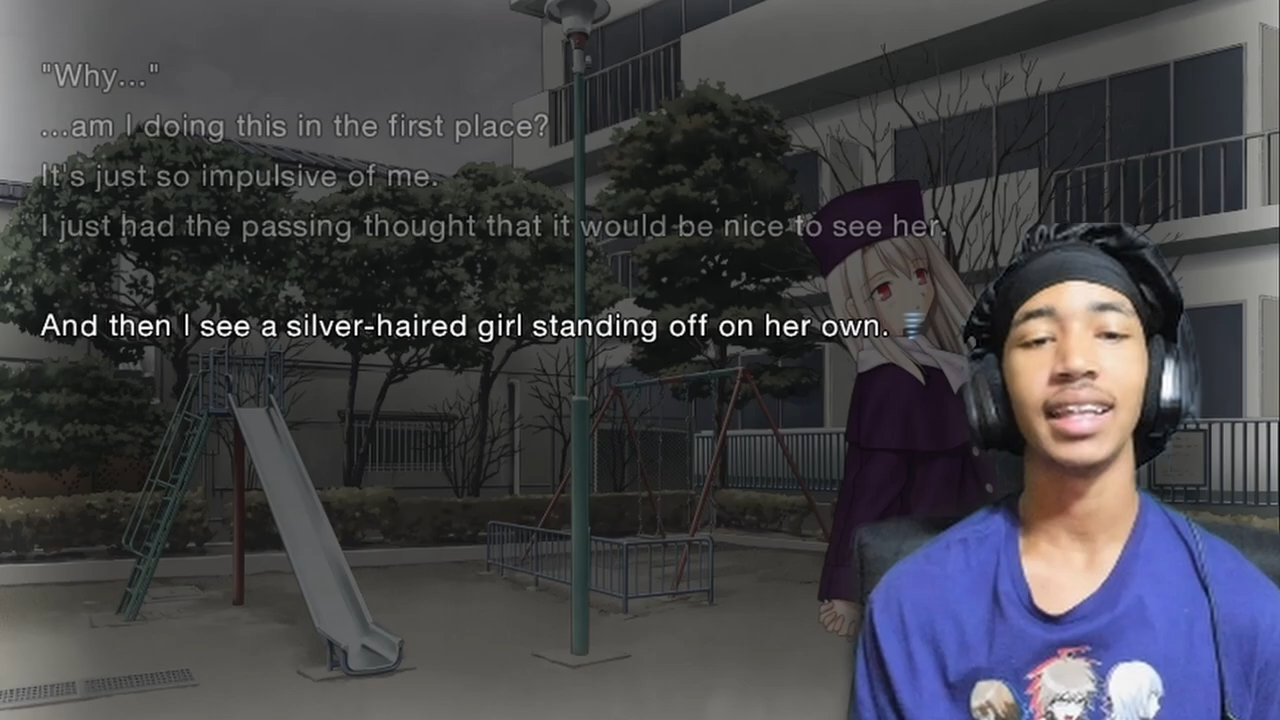 "Why..."
...am I doing this in the first place?
It's just so impulsive of me.
I just had the passing thought that it would be nice to see her.
And then I see a silver-haired girl standing off on her own.